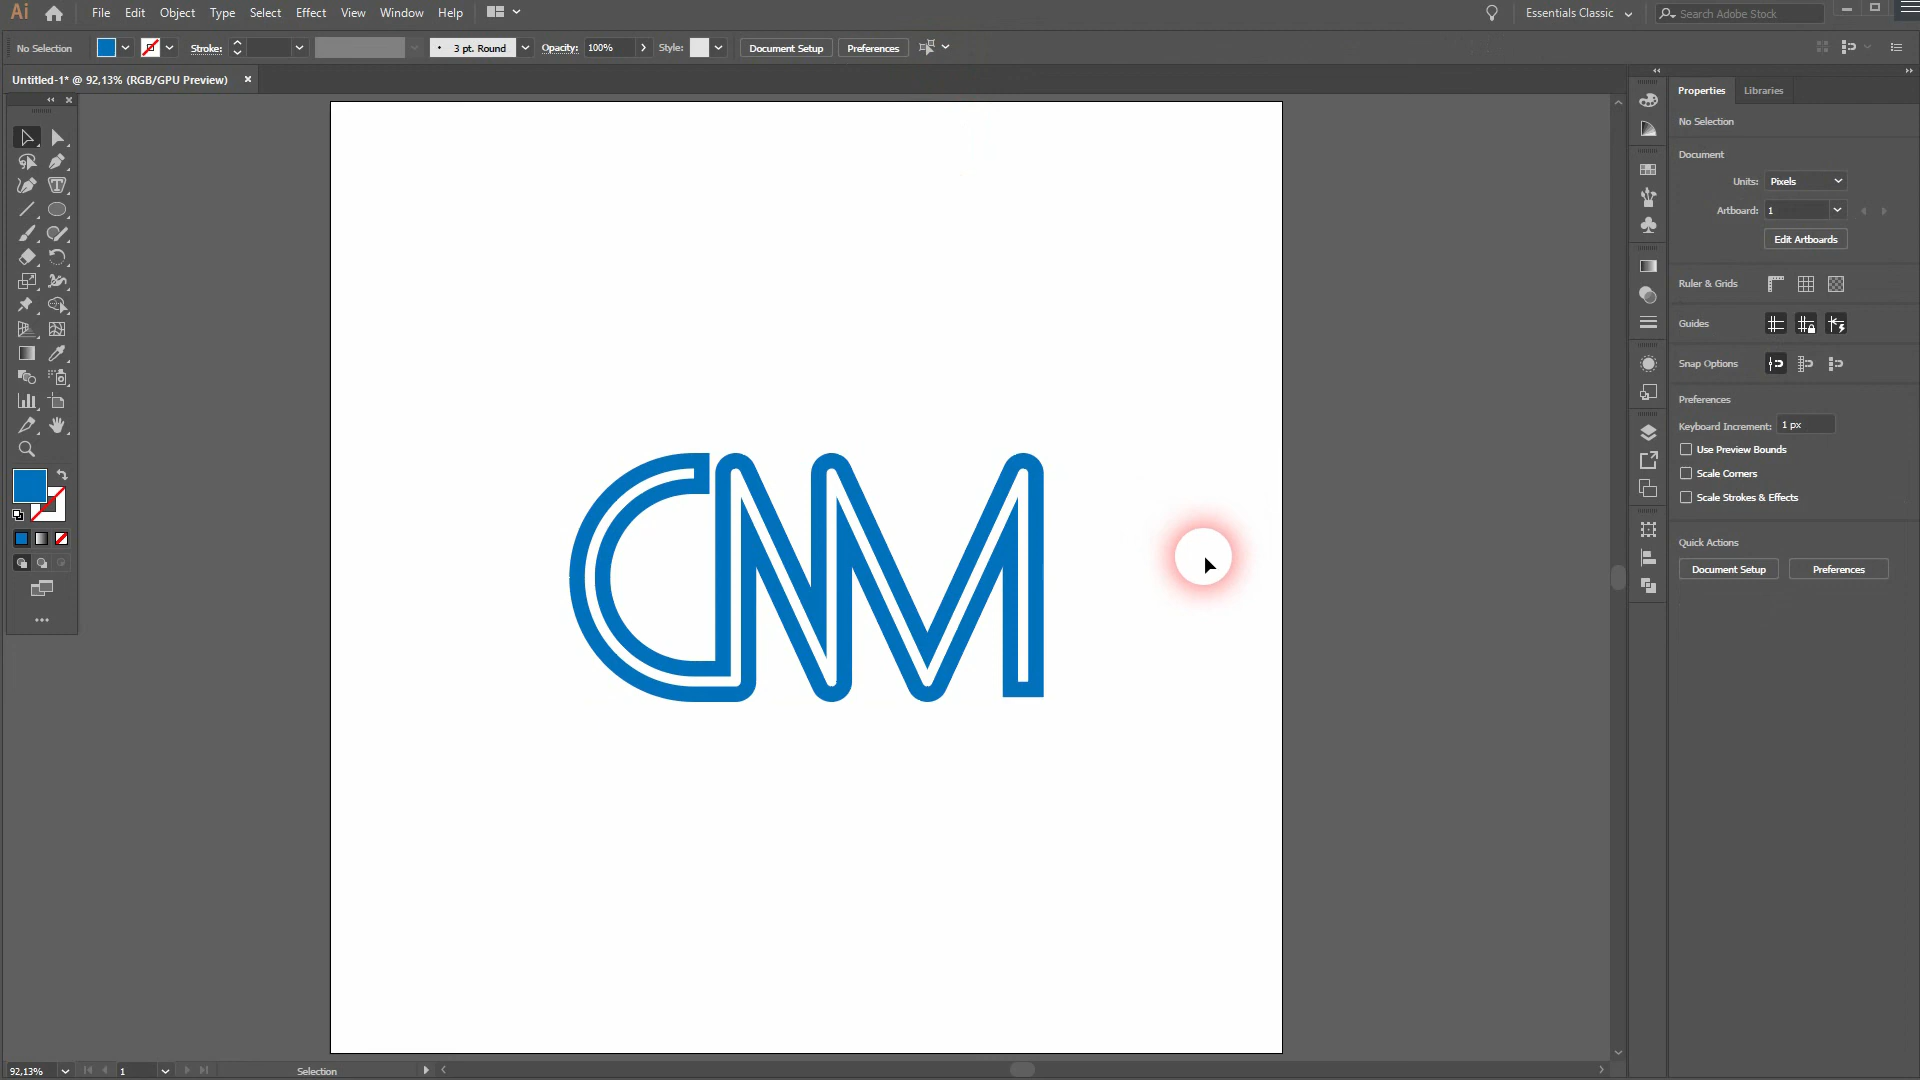 Ai File Edit Object Type Select Effect View Window Help Essentials Classic Search Adobe Stock
No Selection Stroke: 3 pt. Round Opacity: 100% Style: Document Setup Preferences
Untitled-1* @ 92,13% (RGB/GPU Preview)
Properties Libraries
No Selection
Document
Units: Pixels
Artboard: 1
Edit Artboards
Ruler & Grids
Guides
Snap Options
Preferences
Keyboard Increment: 1 px
Use Preview Bounds
Scale Corners
Scale Strokes & Effects
Quick Actions
Document Setup Preferences
CNM
92,13% 1 Selection